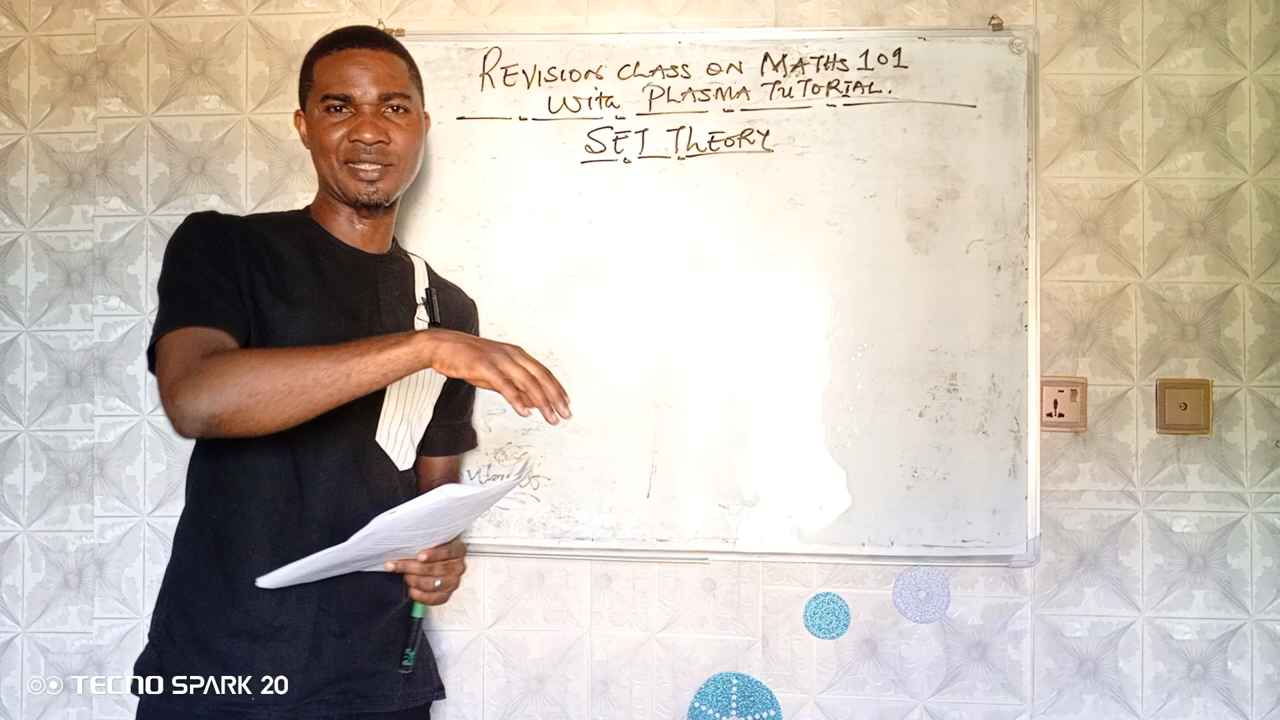 REVISION CLASS ON MATHS 101
With PLASMA TUTORIAL.
SET THEORY
TECNO SPARK 20